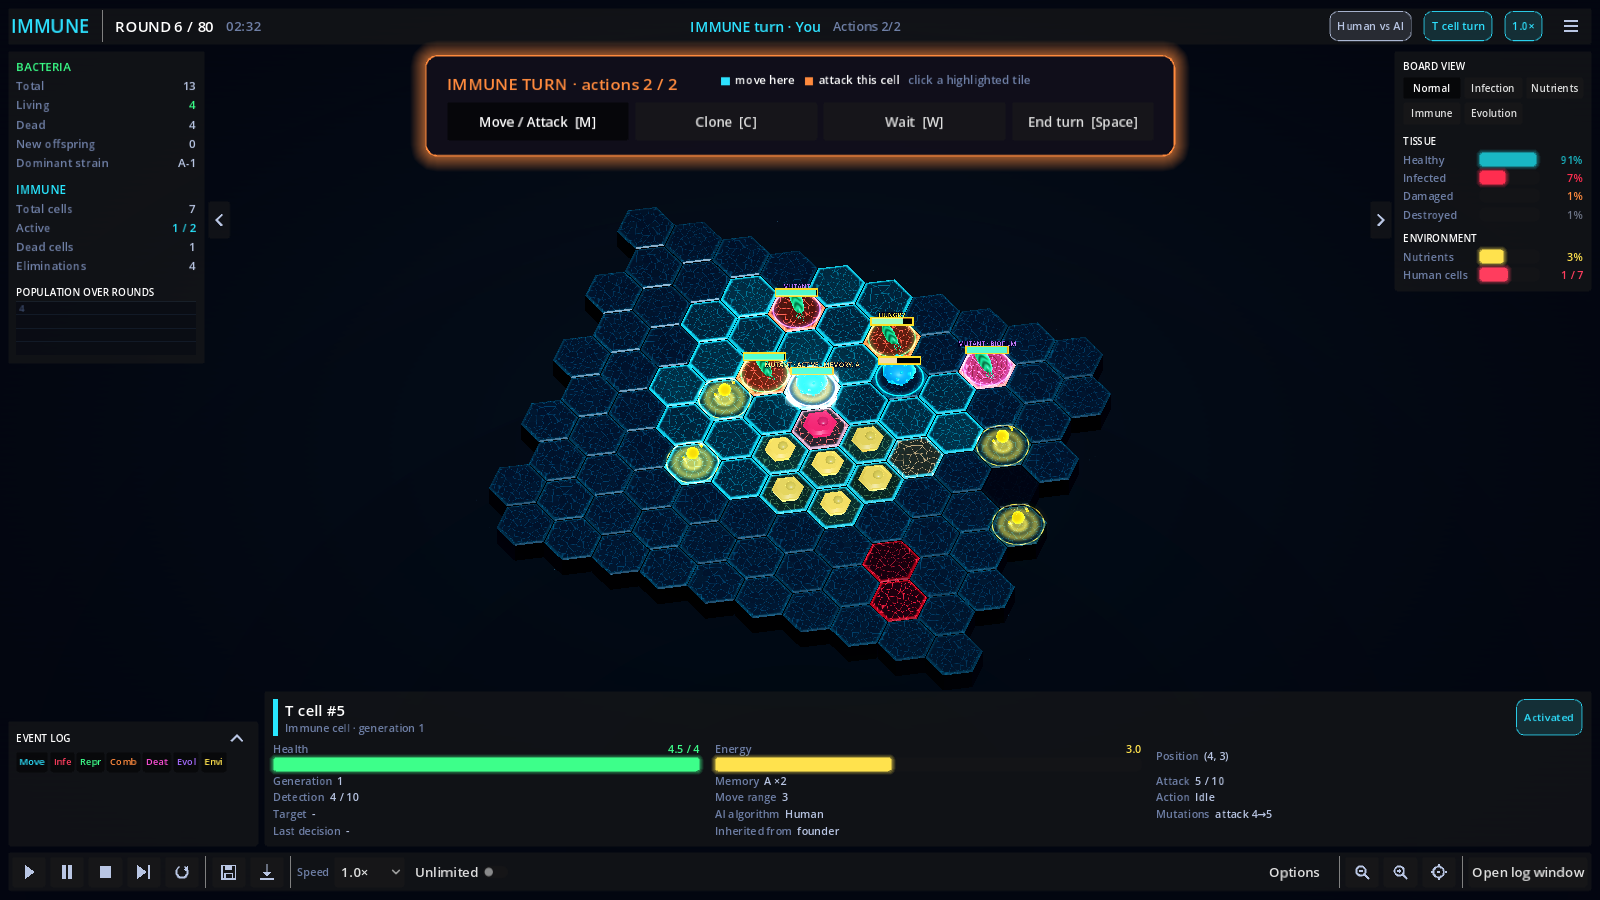 IMMUNE
ROUND 6 / 80 02:32
IMMUNE turn · You Actions 2/2
Human vs AI
T cell turn
1.0×
BACTERIA
Total 13
Living 4
Dead 4
New offspring 0
Dominant strain A-1
IMMUNE
Total cells 7
Active 1 / 2
Dead cells 1
Eliminations 4
POPULATION OVER ROUNDS
4
IMMUNE TURN · actions 2 / 2
move here attack this cell click a highlighted tile
Move / Attack [M]
Clone [C]
Wait [W]
End turn [Space]
BOARD VIEW
Normal Infection Nutrients
Immune Evolution
TISSUE
Healthy 91%
Infected 7%
Damaged 1%
Destroyed 1%
ENVIRONMENT
Nutrients 3%
Human cells 1 / 7
MUTANT
EVENT LOG
Move Infe Repr Comb Deat Evol Envi
T cell #5
Immune cell · generation 1
Activated
Health 4.5 / 4
Energy 3.0
Position (4, 3)
Generation 1
Memory A ×2
Attack 5 / 10
Detection 4 / 10
Move range 3
Action Idle
Target -
AI algorithm Human
Mutations attack 4→5
Last decision -
Inherited from founder
Speed 1.0×
Unlimited
Options
Open log window